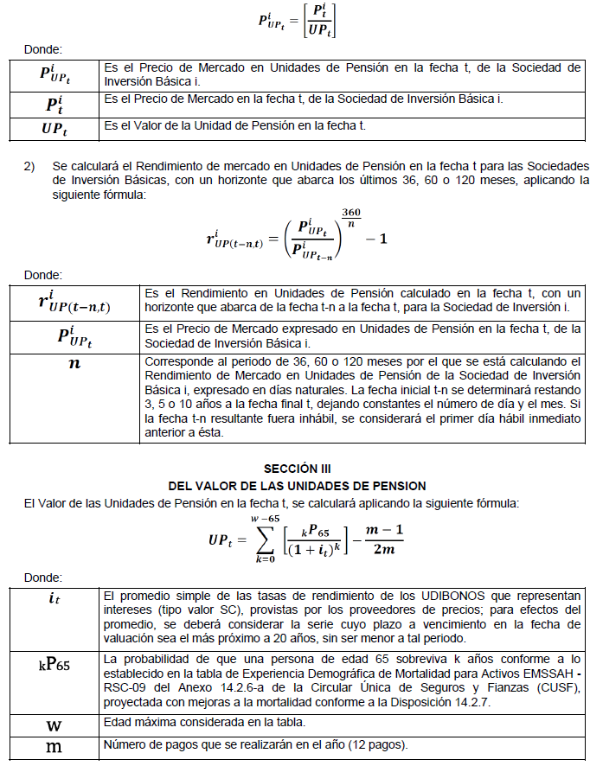 P^i_{UP_t} = [P^i_t / UP_t]
Donde:
P^i_{UP_t} Es el Precio de Mercado en Unidades de Pensión en la fecha t, de la Sociedad de
Inversión Básica i.
P^i_t Es el Precio de Mercado en la fecha t, de la Sociedad de Inversión Básica i.
UP_t Es el Valor de la Unidad de Pensión en la fecha t.
2) Se calculará el Rendimiento de mercado en Unidades de Pensión en la fecha t para las Sociedades
de Inversión Básicas, con un horizonte que abarca los últimos 36, 60 o 120 meses, aplicando la
siguiente fórmula:
r^i_{UP(t-n,t)} = (P^i_{UP_t} / P^i_{UP_{t-n}})^{360/n} - 1
Donde:
r^i_{UP(t-n,t)} Es el Rendimiento en Unidades de Pensión calculado en la fecha t, con un
horizonte que abarca de la fecha t-n a la fecha t, para la Sociedad de Inversión i.
P^i_{UP_t} Es el Precio de Mercado expresado en Unidades de Pensión en la fecha t, de la
Sociedad de Inversión Básica i.
n Corresponde al periodo de 36, 60 o 120 meses por el que se está calculando el
Rendimiento de Mercado en Unidades de Pensión de la Sociedad de Inversión
Básica i, expresado en días naturales. La fecha inicial t-n se determinará restando
3, 5 o 10 años a la fecha final t, dejando constantes el número de día y el mes. Si
la fecha t-n resultante fuera inhábil, se considerará el primer día hábil inmediato
anterior a ésta.
SECCIÓN III
DEL VALOR DE LAS UNIDADES DE PENSION
El Valor de las Unidades de Pensión en la fecha t, se calculará aplicando la siguiente fórmula:
UP_t = \sum_{k=0}^{w-65} [_kP_{65} / (1 + i_t)^k] - (m - 1) / 2m
Donde:
i_t El promedio simple de las tasas de rendimiento de los UDIBONOS que representan
intereses (tipo valor SC), provistas por los proveedores de precios; para efectos del
promedio, se deberá considerar la serie cuyo plazo a vencimiento en la fecha de
valuación sea el más próximo a 20 años, sin ser menor a tal periodo.
_kP_{65} La probabilidad de que una persona de edad 65 sobreviva k años conforme a lo
establecido en la tabla de Experiencia Demográfica de Mortalidad para Activos EMSSAH -
RSC-09 del Anexo 14.2.6-a de la Circular Única de Seguros y Fianzas (CUSF),
proyectada con mejoras a la mortalidad conforme a la Disposición 14.2.7.
w Edad máxima considerada en la tabla.
m Número de pagos que se realizarán en el año (12 pagos).